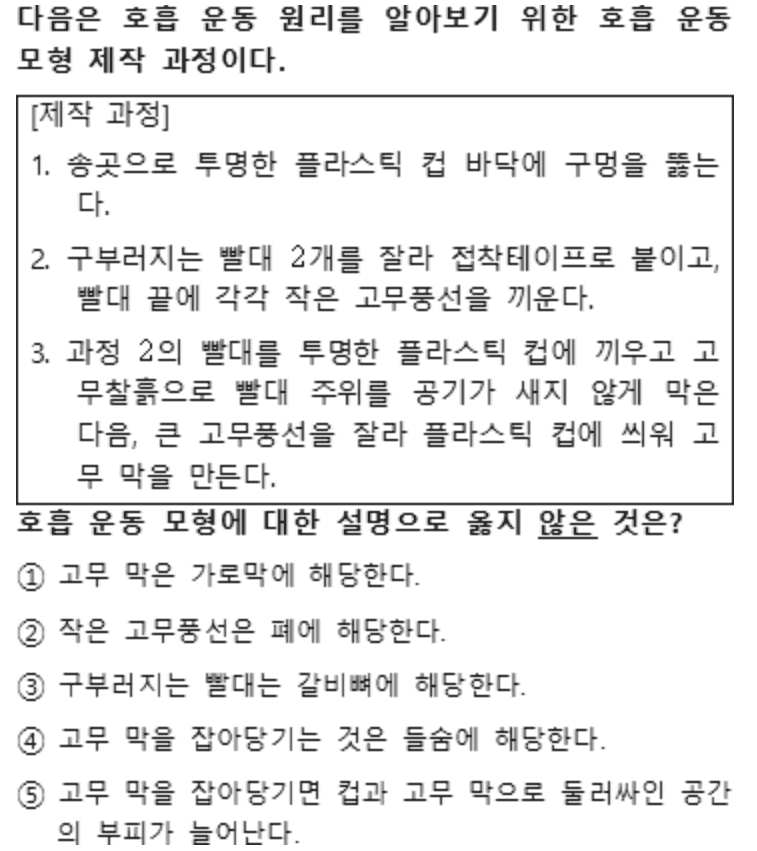 다음은 호흡 운동 원리를 알아보기 위한 호흡 운동
모형 제작 과정이다.
[제작 과정]
1. 송곳으로 투명한 플라스틱 컵 바닥에 구멍을 뚫는
다.
2. 구부러지는 빨대 2개를 잘라 접착테이프로 붙이고,
빨대 끝에 각각 작은 고무풍선을 끼운다.
3. 과정 2의 빨대를 투명한 플라스틱 컵에 끼우고 고
무찰흙으로 빨대 주위를 공기가 새지 않게 막은
다음, 큰 고무풍선을 잘라 플라스틱 컵에 씌워 고
무 막을 만든다.
호흡 운동 모형에 대한 설명으로 옳지 않은 것은?
① 고무 막은 가로막에 해당한다.
② 작은 고무풍선은 폐에 해당한다.
③ 구부러지는 빨대는 갈비뼈에 해당한다.
④ 고무 막을 잡아당기는 것은 들숨에 해당한다.
⑤ 고무 막을 잡아당기면 컵과 고무 막으로 둘러싸인 공간
의 부피가 늘어난다.